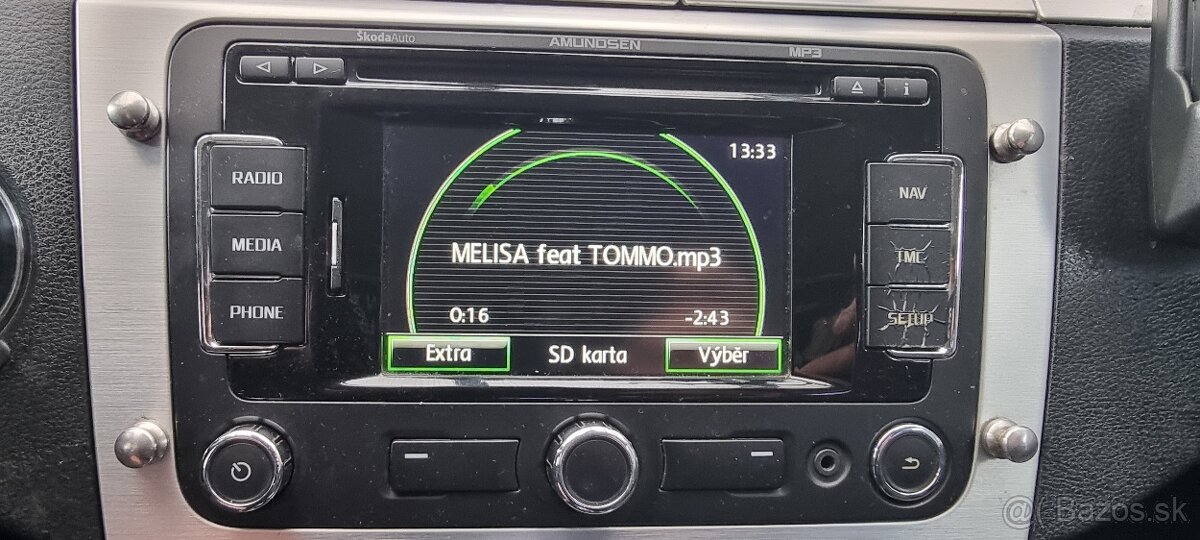 ŠkodaAuto AMUNDSEN MP3
i
13:33
RADIO
NAV
MEDIA
TMC
MELISA feat TOMMO.mp3
PHONE
0:16
-2:43
SETUP
Extra
SD karta
Výběr
@Bazos.sk